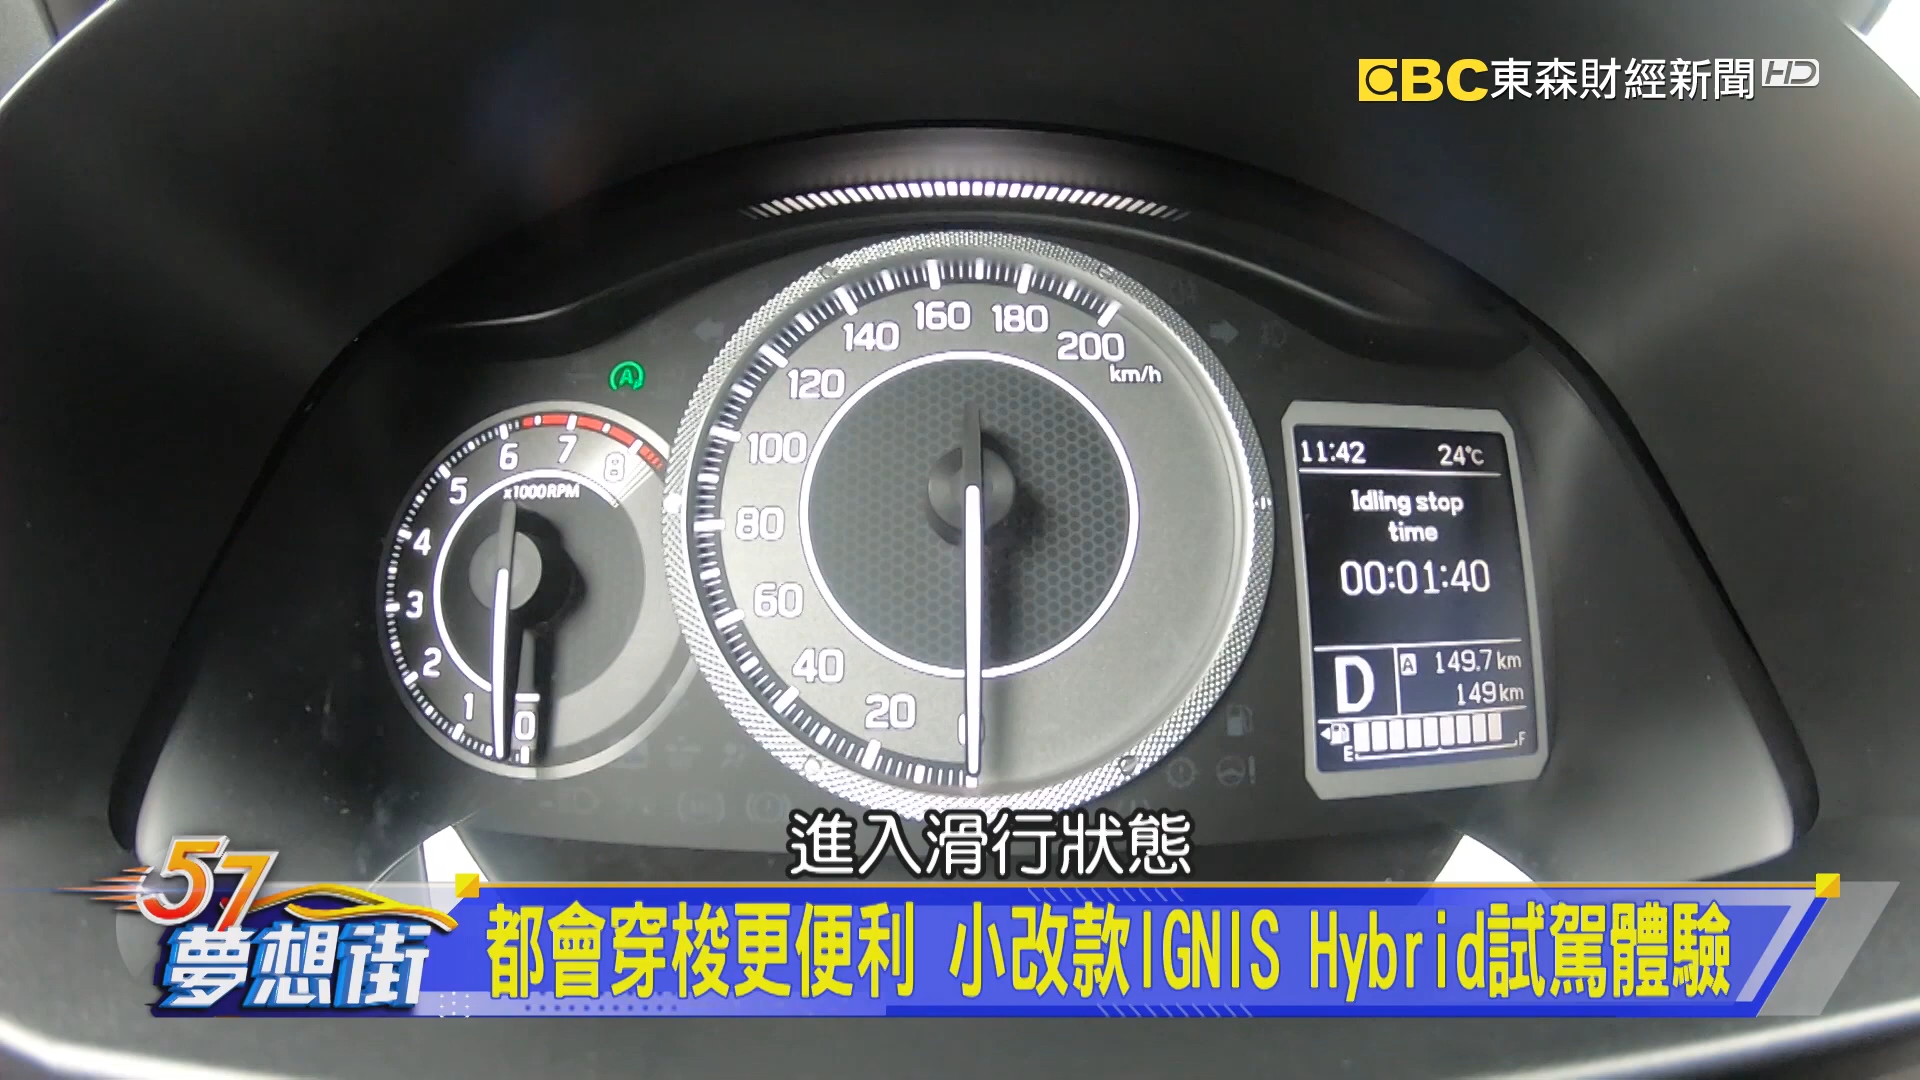 EBC東森財經新聞HD
200
180
160
140
120
100
80
60
40
20
0
km/h
8
7
6
5
4
3
2
1
0
x1000RPM
A
11:42 24℃
Idling stop
time
00:01:40
D
A 149.7 km
149 km
E F
進入滑行狀態
57
夢想街
都會穿梭更便利 小改款IGNIS Hybrid試駕體驗